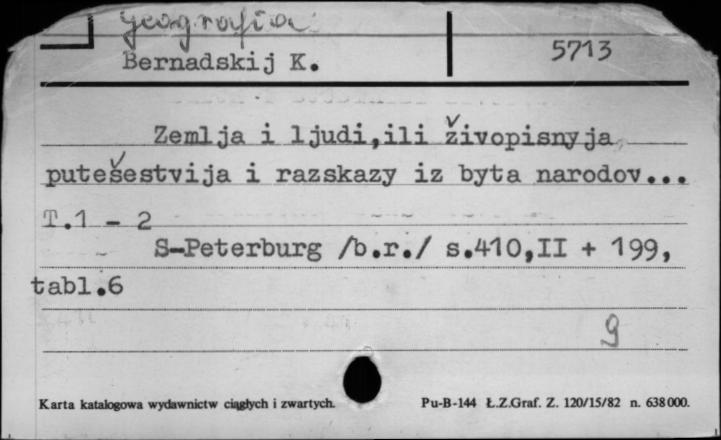 Geografia
Bernadskij K.
5713
Zemlja i ljudi,ili živopisnyja
putešestvija i razskazy iz byta narodov...
T.1 - 2
S-Peterburg /b.r./ s.410,II + 199,
tabl.6
9
Karta katalogowa wydawnictw ciągłych i zwartych.
Pu-B-144 Ł.Z.Graf. Z. 120/15/82 n. 638000.